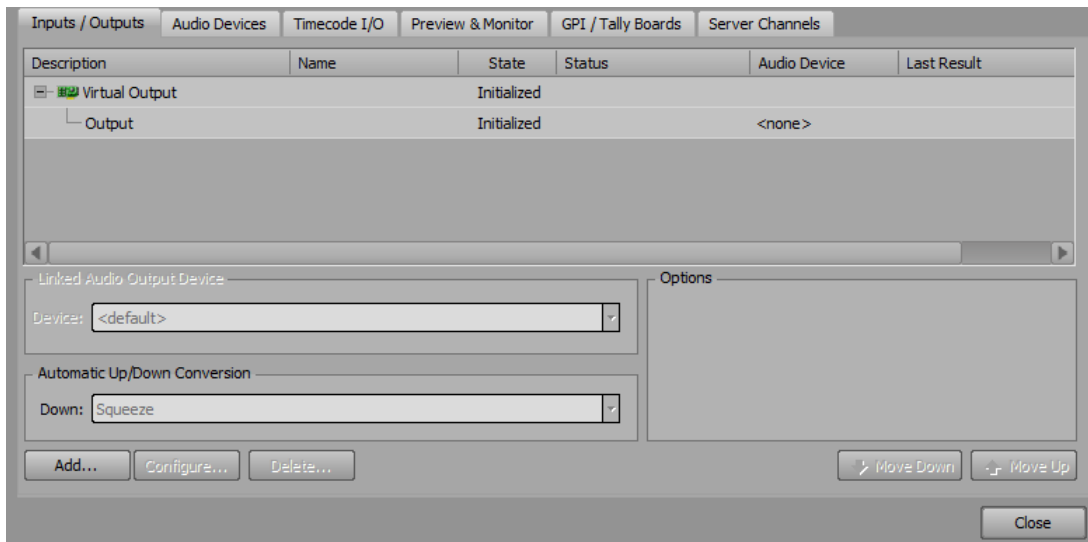 Inputs / Outputs Audio Devices Timecode I/O Preview & Monitor GPI / Tally Boards Server Channels
Description Name State Status Audio Device Last Result
Virtual Output Initialized
Output Initialized <none>
Linked Audio Output Device Options
Device: <default>
Automatic Up/Down Conversion
Down: Squeeze
Add... Configure... Delete... Move Down Move Up
Close